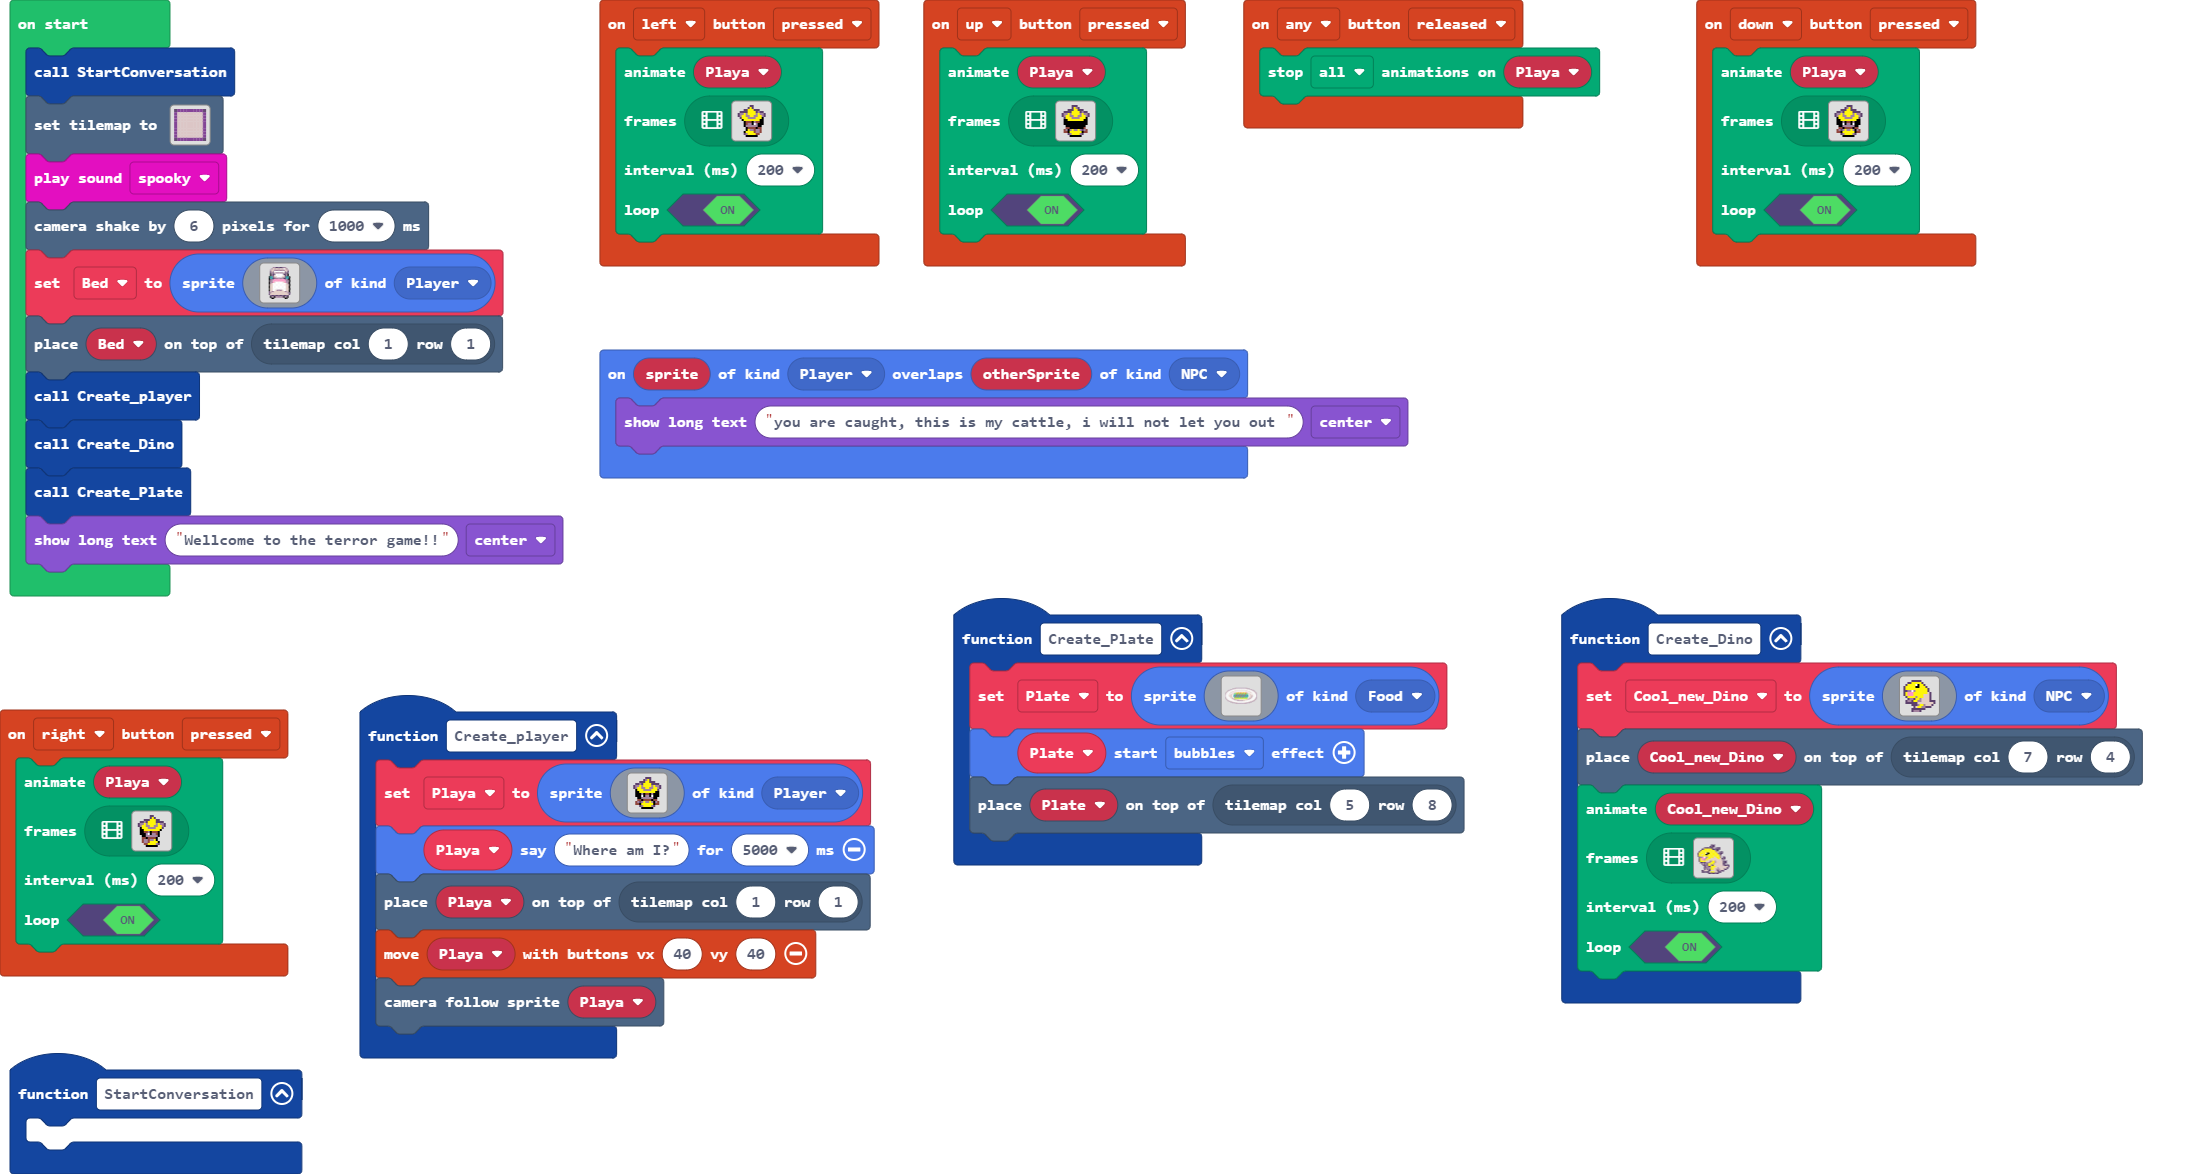 on start
call StartConversation
set tilemap to
play sound spooky
camera shake by 6 pixels for 1000 ms
set Bed to sprite of kind Player
place Bed on top of tilemap col 1 row 1
call Create_player
call Create_Dino
call Create_Plate
show long text "Wellcome to the terror game!!" center
on left button pressed
animate Playa
frames
interval (ms) 200
loop ON
on up button pressed
animate Playa
frames
interval (ms) 200
loop ON
on any button released
stop all animations on Playa
on down button pressed
animate Playa
frames
interval (ms) 200
loop ON
on sprite of kind Player overlaps otherSprite of kind NPC
show long text "you are caught, this is my cattle, i will not let you out " center
on right button pressed
animate Playa
frames
interval (ms) 200
loop ON
function Create_player
set Playa to sprite of kind Player
Playa say "Where am I?" for 5000 ms
place Playa on top of tilemap col 1 row 1
move Playa with buttons vx 40 vy 40
camera follow sprite Playa
function Create_Plate
set Plate to sprite of kind Food
Plate start bubbles effect
place Plate on top of tilemap col 5 row 8
function Create_Dino
set Cool_new_Dino to sprite of kind NPC
place Cool_new_Dino on top of tilemap col 7 row 4
animate Cool_new_Dino
frames
interval (ms) 200
loop ON
function StartConversation